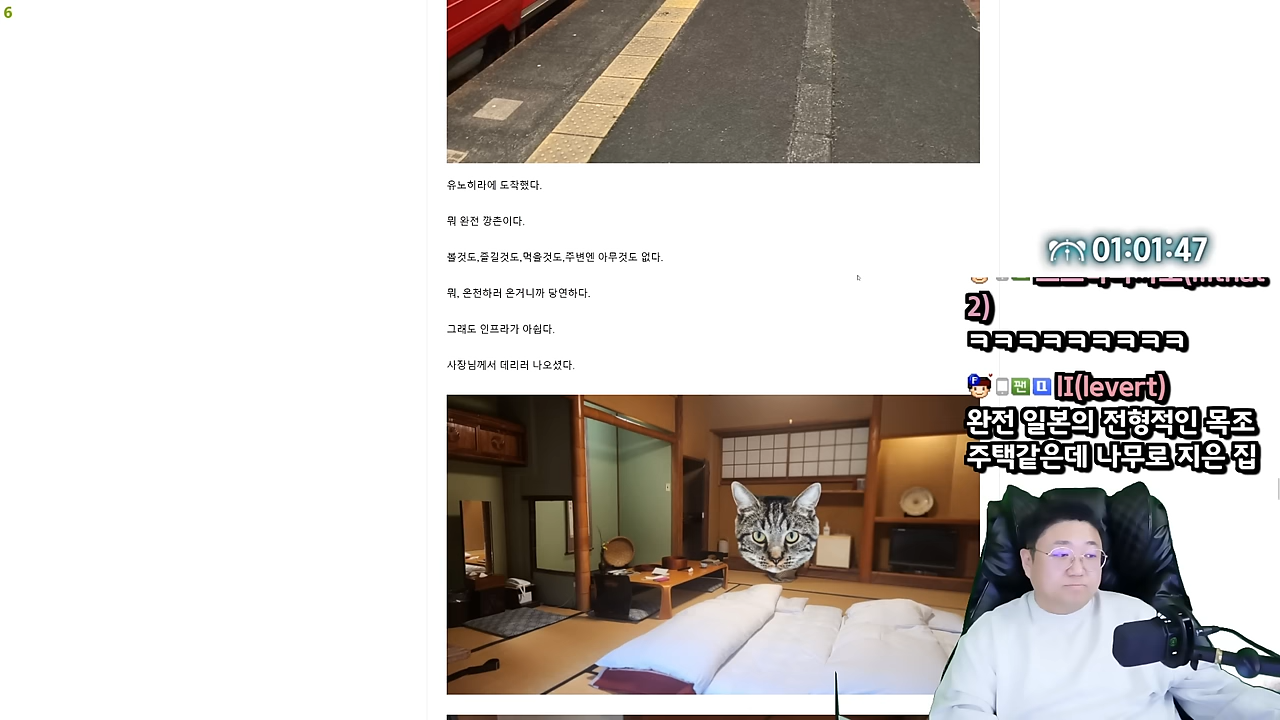 6
유노히라에 도착했다.
뭐 완전 깡촌이다.
볼것도,즐길것도,먹을것도,주변엔 아무것도 없다.
뭐, 온전하러 온거니까 당연하다.
그래도 인프라가 아쉽다.
사장님께서 데리러 나오셨다.
01:01:47
2)
ㅋㅋㅋㅋㅋㅋㅋㅋㅋ
F 팬 lI(levert)
완전 일본의 전형적인 목조
주택같은데 나무로 지은 집